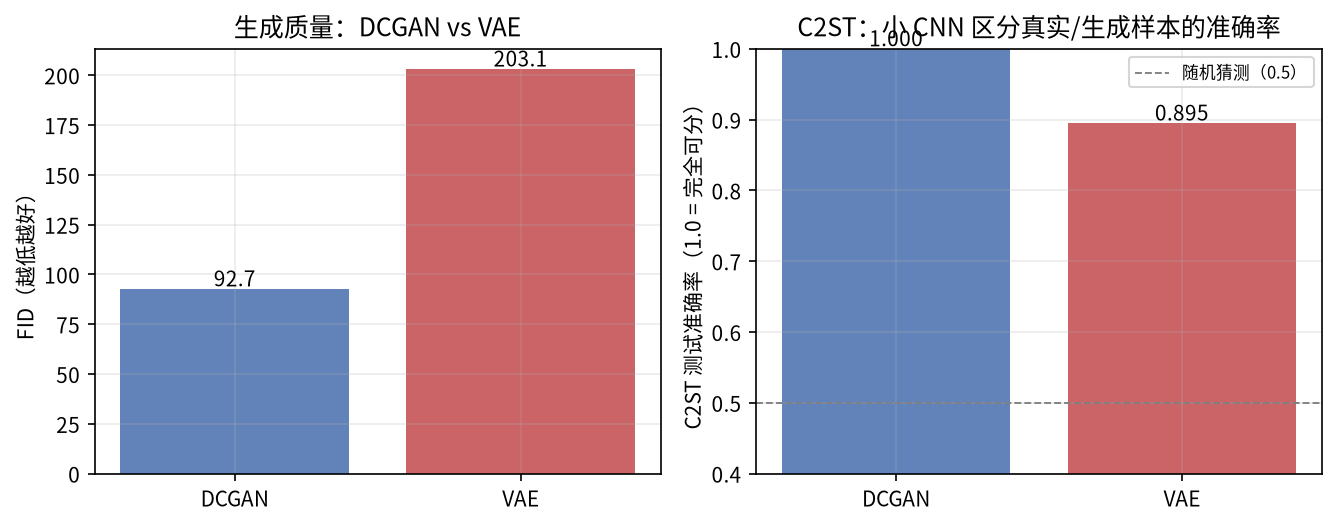 生成质量：DCGAN vs VAE
FID（越低越好）
200
175
150
125
100
75
50
25
0
92.7
203.1
DCGAN
VAE
C2ST：小 CNN 区分真实/生成样本的准确率
C2ST 测试准确率（1.0 = 完全可分）
1.0
0.9
0.8
0.7
0.6
0.5
0.4
1.000
0.895
随机猜测（0.5）
DCGAN
VAE